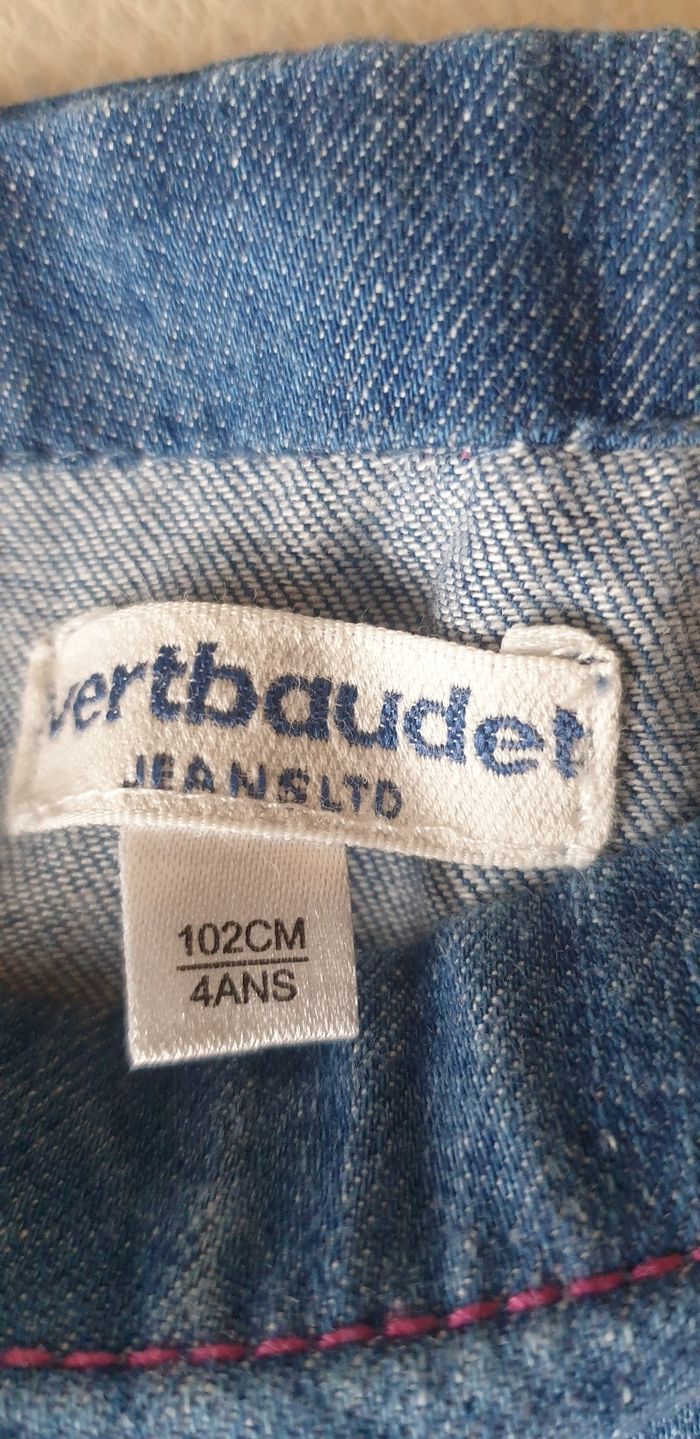 vertbaudet
JEANS LTD
102CM
4ANS